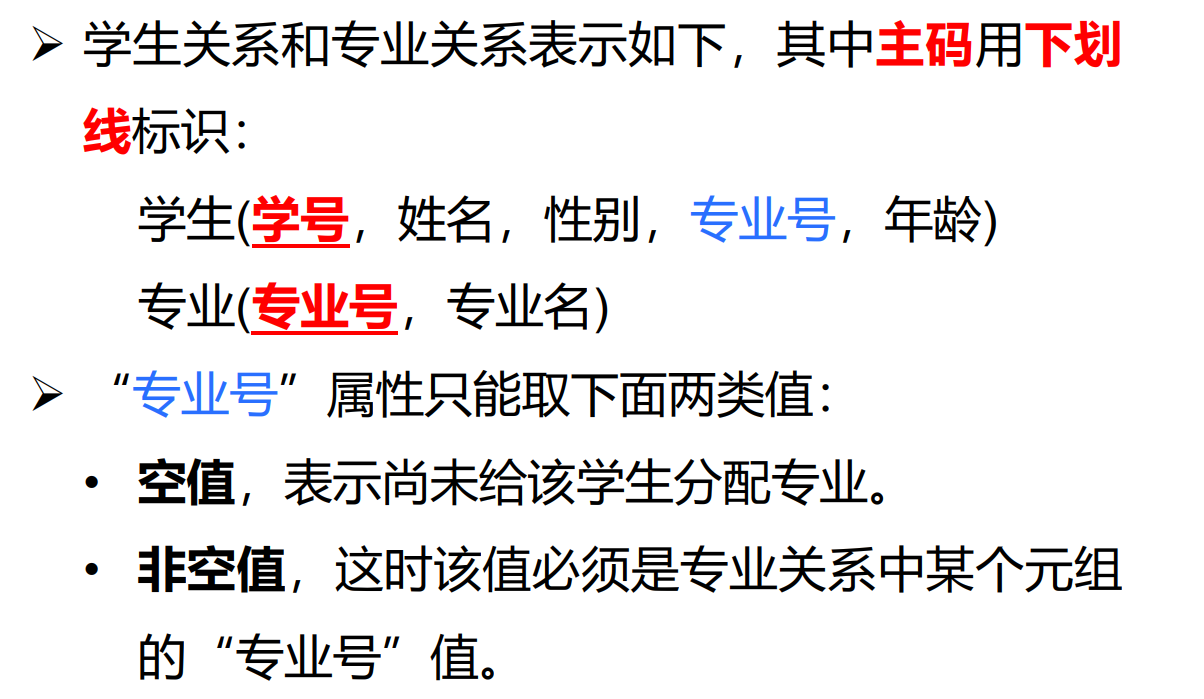 ➢ 学生关系和专业关系表示如下，其中主码用下划
线标识：
学生(学号，姓名，性别，专业号，年龄)
专业(专业号，专业名)
➢ “专业号”属性只能取下面两类值：
• 空值，表示尚未给该学生分配专业。
• 非空值，这时该值必须是专业关系中某个元组
的“专业号”值。